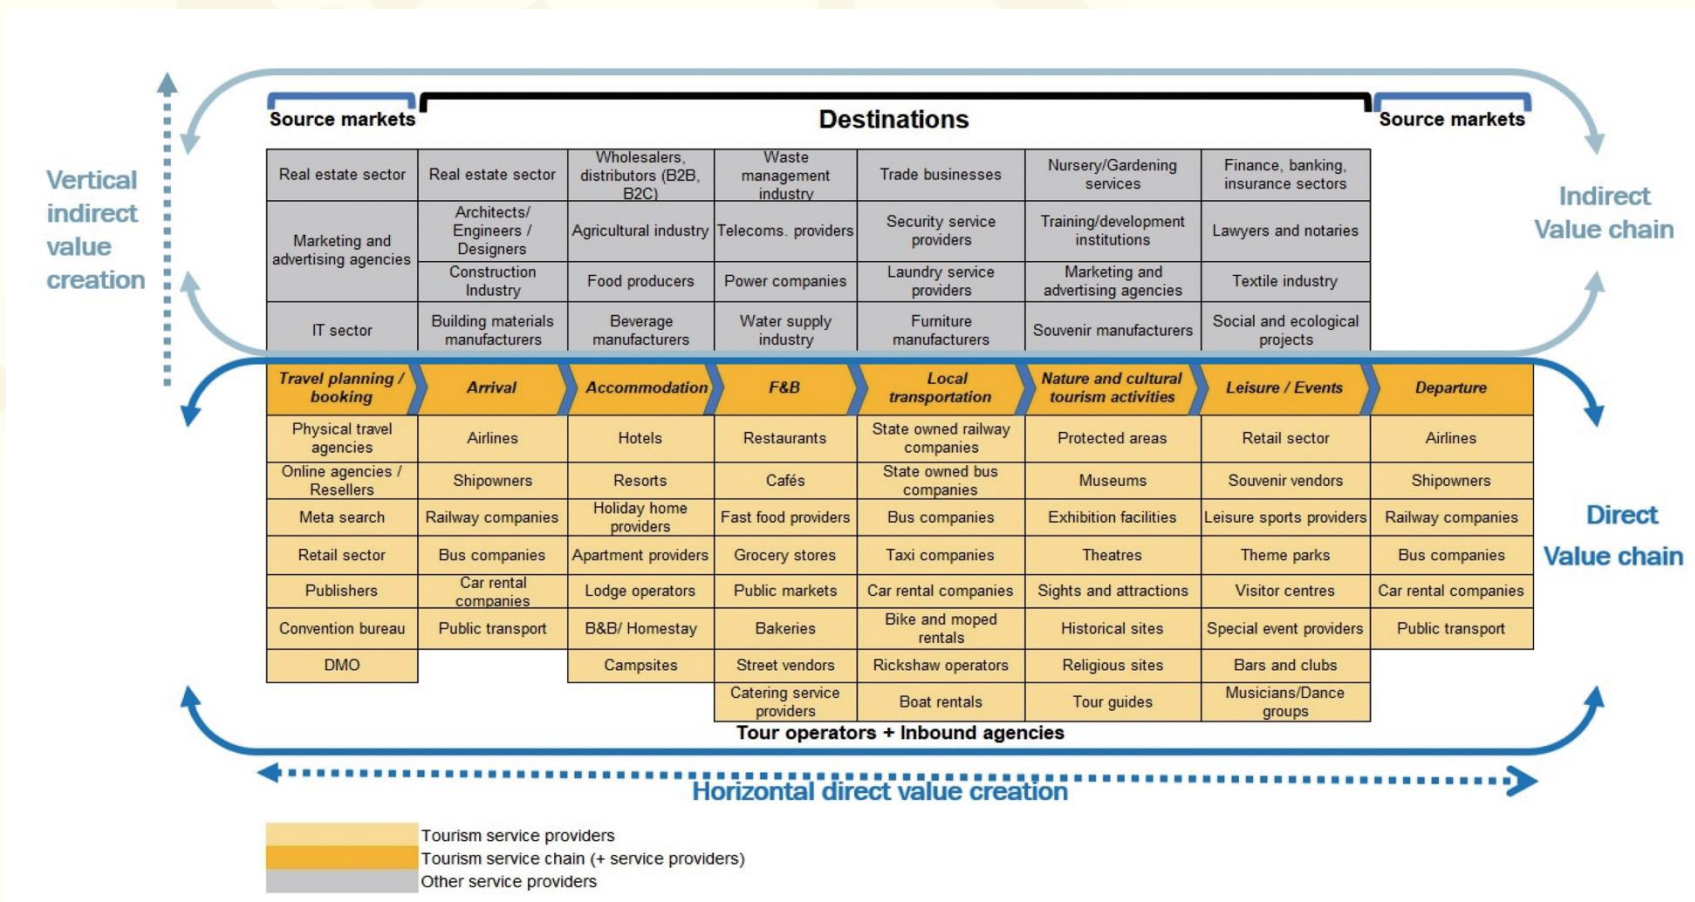 Source markets
Destinations
Source markets
Vertical
indirect
value
creation
Indirect
Value chain
Real estate sector
Real estate sector
Wholesalers,
distributors (B2B,
B2C)
Waste
management
industry
Trade businesses
Nursery/Gardening
services
Finance, banking,
insurance sectors
Marketing and
advertising agencies
Architects/
Engineers /
Designers
Agricultural industry
Telecoms. providers
Security service
providers
Training/development
institutions
Lawyers and notaries
Construction
Industry
Food producers
Power companies
Laundry service
providers
Marketing and
advertising agencies
Textile industry
IT sector
Building materials
manufacturers
Beverage
manufacturers
Water supply
industry
Furniture
manufacturers
Souvenir manufacturers
Social and ecological
projects
Travel planning /
booking
Arrival
Accommodation
F&B
Local
transportation
Nature and cultural
tourism activities
Leisure / Events
Departure
Physical travel
agencies
Airlines
Hotels
Restaurants
State owned railway
companies
Protected areas
Retail sector
Airlines
Online agencies /
Resellers
Shipowners
Resorts
Cafés
State owned bus
companies
Museums
Souvenir vendors
Shipowners
Meta search
Railway companies
Holiday home
providers
Fast food providers
Bus companies
Exhibition facilities
Leisure sports providers
Railway companies
Retail sector
Bus companies
Apartment providers
Grocery stores
Taxi companies
Theatres
Theme parks
Bus companies
Publishers
Car rental
companies
Lodge operators
Public markets
Car rental companies
Sights and attractions
Visitor centres
Car rental companies
Convention bureau
Public transport
B&B/ Homestay
Bakeries
Bike and moped
rentals
Historical sites
Special event providers
Public transport
DMO
Campsites
Street vendors
Rickshaw operators
Religious sites
Bars and clubs
Catering service
providers
Boat rentals
Tour guides
Musicians/Dance
groups
Direct
Value chain
Tour operators + Inbound agencies
Horizontal direct value creation
Tourism service providers
Tourism service chain (+ service providers)
Other service providers